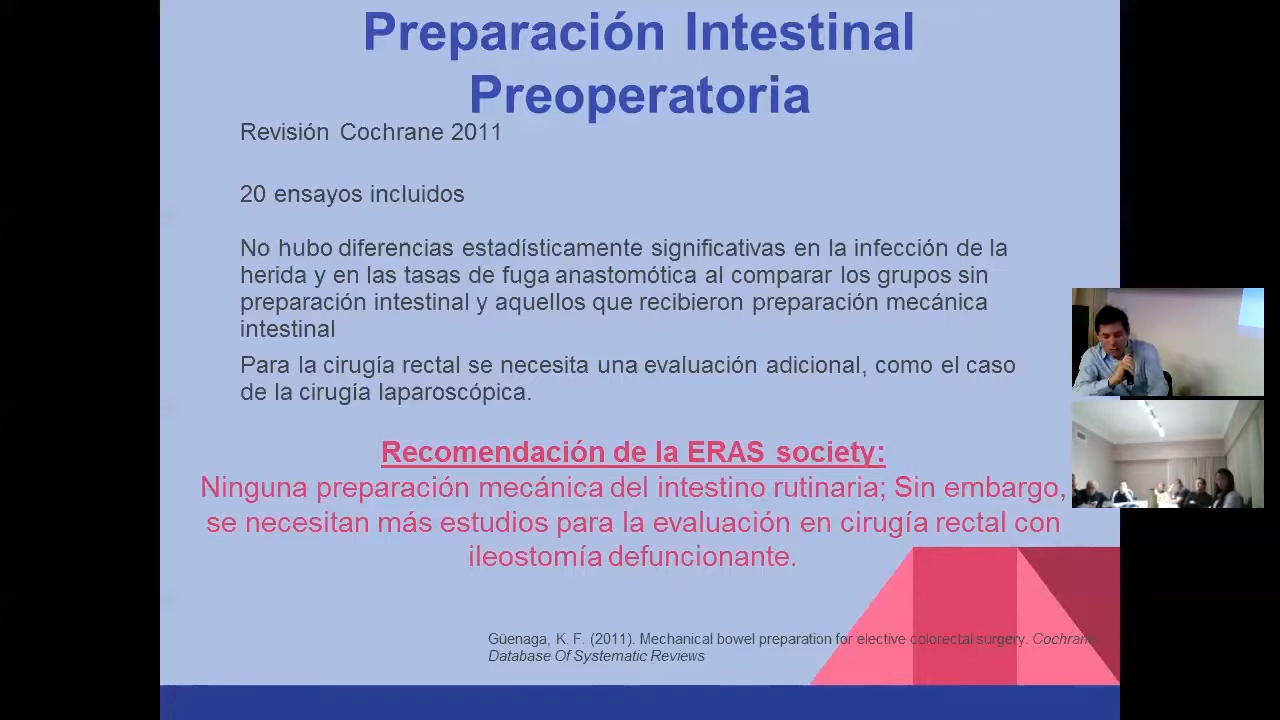 Preparación Intestinal
Preoperatoria
Revisión Cochrane 2011
20 ensayos incluidos
No hubo diferencias estadísticamente significativas en la infección de la
herida y en las tasas de fuga anastomótica al comparar los grupos sin
preparación intestinal y aquellos que recibieron preparación mecánica
intestinal
Para la cirugía rectal se necesita una evaluación adicional, como el caso
de la cirugía laparoscópica.
Recomendación de la ERAS society:
Ninguna preparación mecánica del intestino rutinaria; Sin embargo,
se necesitan más estudios para la evaluación en cirugía rectal con
ileostomía defuncionante.
Güenaga, K. F. (2011). Mechanical bowel preparation for elective colorectal surgery. Cochrane
Database Of Systematic Reviews